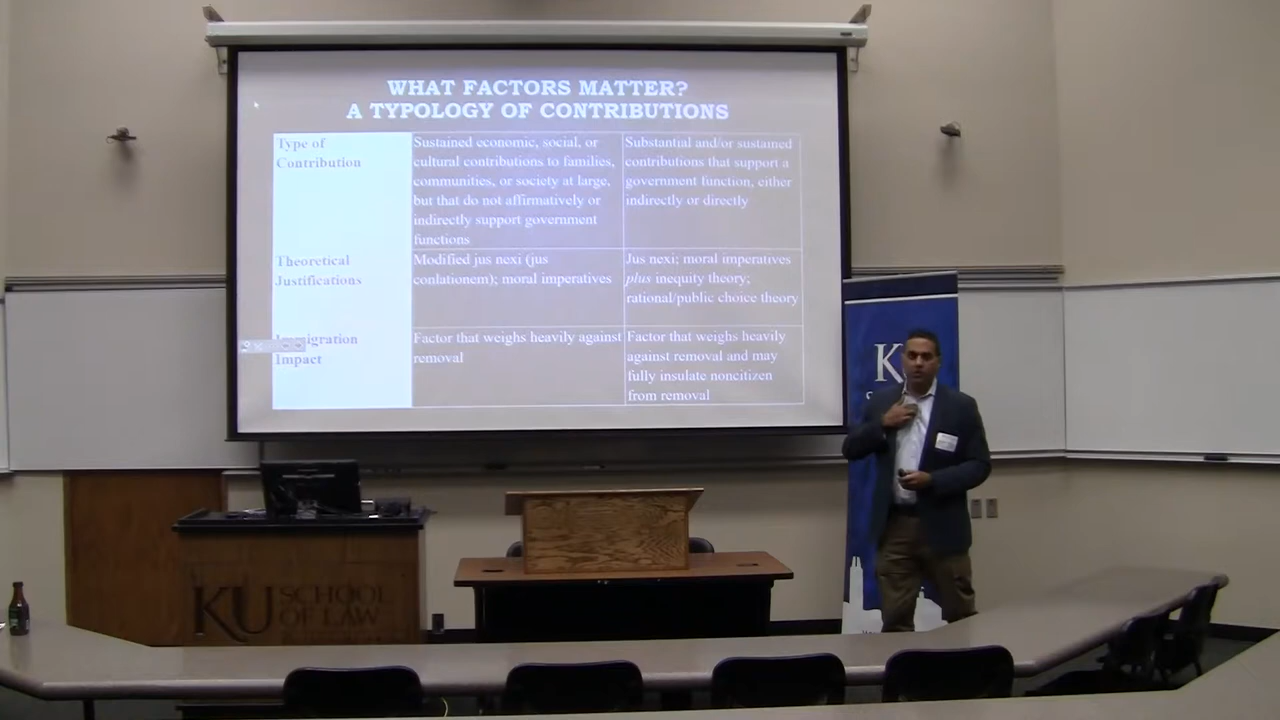 WHAT FACTORS MATTER?
A TYPOLOGY OF CONTRIBUTIONS
Type of
Contribution
Sustained economic, social, or
cultural contributions to families,
communities, or society at large,
but that do not affirmatively or
indirectly support government
functions
Substantial and/or sustained
contributions that support a
government function, either
indirectly or directly
Theoretical
Justifications
Modified jus nexi (jus
conlationem); moral imperatives
Jus nexi; moral imperatives
plus inequity theory;
rational/public choice theory
Impact
Factor that weighs heavily against
removal
Factor that weighs heavily
against removal and may
fully insulate noncitizen
from removal
K
KU SCHOOL
OF LAW